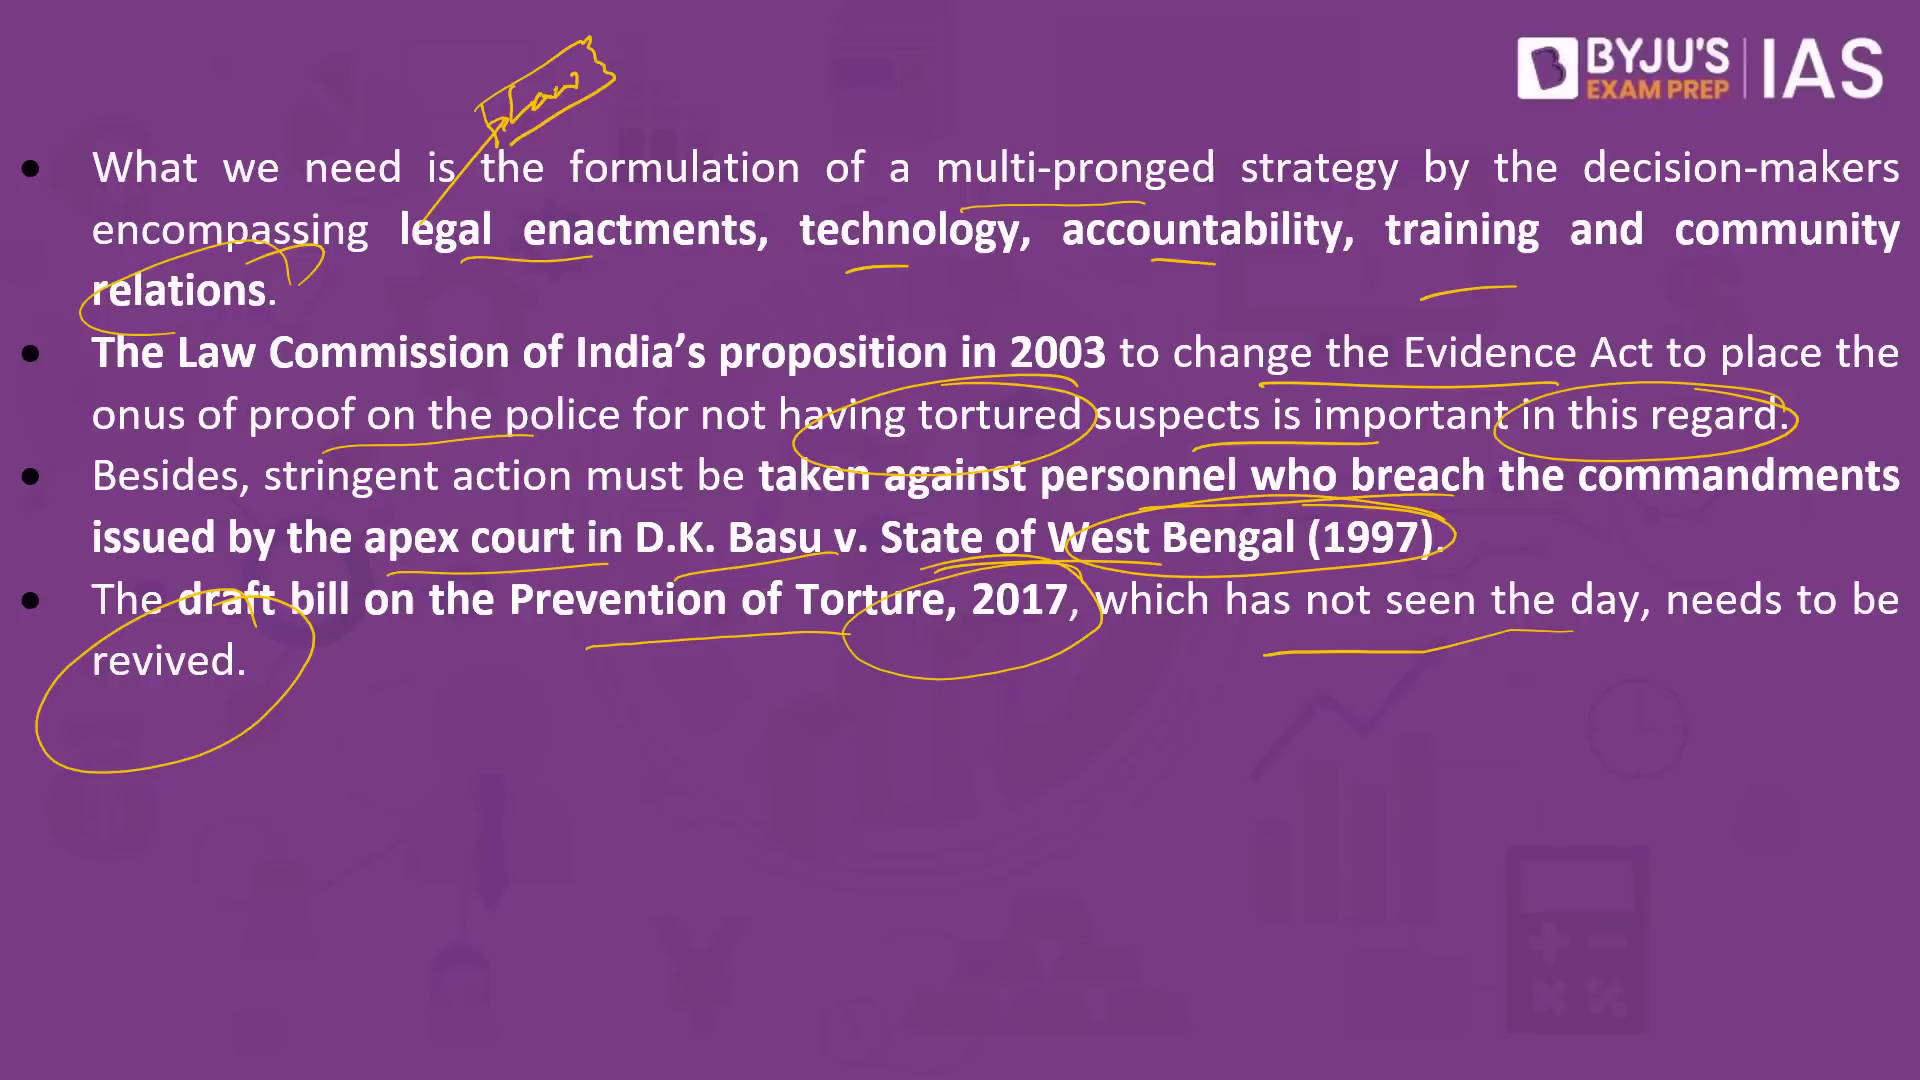 Law
BYJU'S
EXAM PREP
IAS
• What we need is the formulation of a multi-pronged strategy by the decision-makers
encompassing legal enactments, technology, accountability, training and community
relations.
• The Law Commission of India’s proposition in 2003 to change the Evidence Act to place the
onus of proof on the police for not having tortured suspects is important in this regard.
• Besides, stringent action must be taken against personnel who breach the commandments
issued by the apex court in D.K. Basu v. State of West Bengal (1997).
• The draft bill on the Prevention of Torture, 2017, which has not seen the day, needs to be
revived.